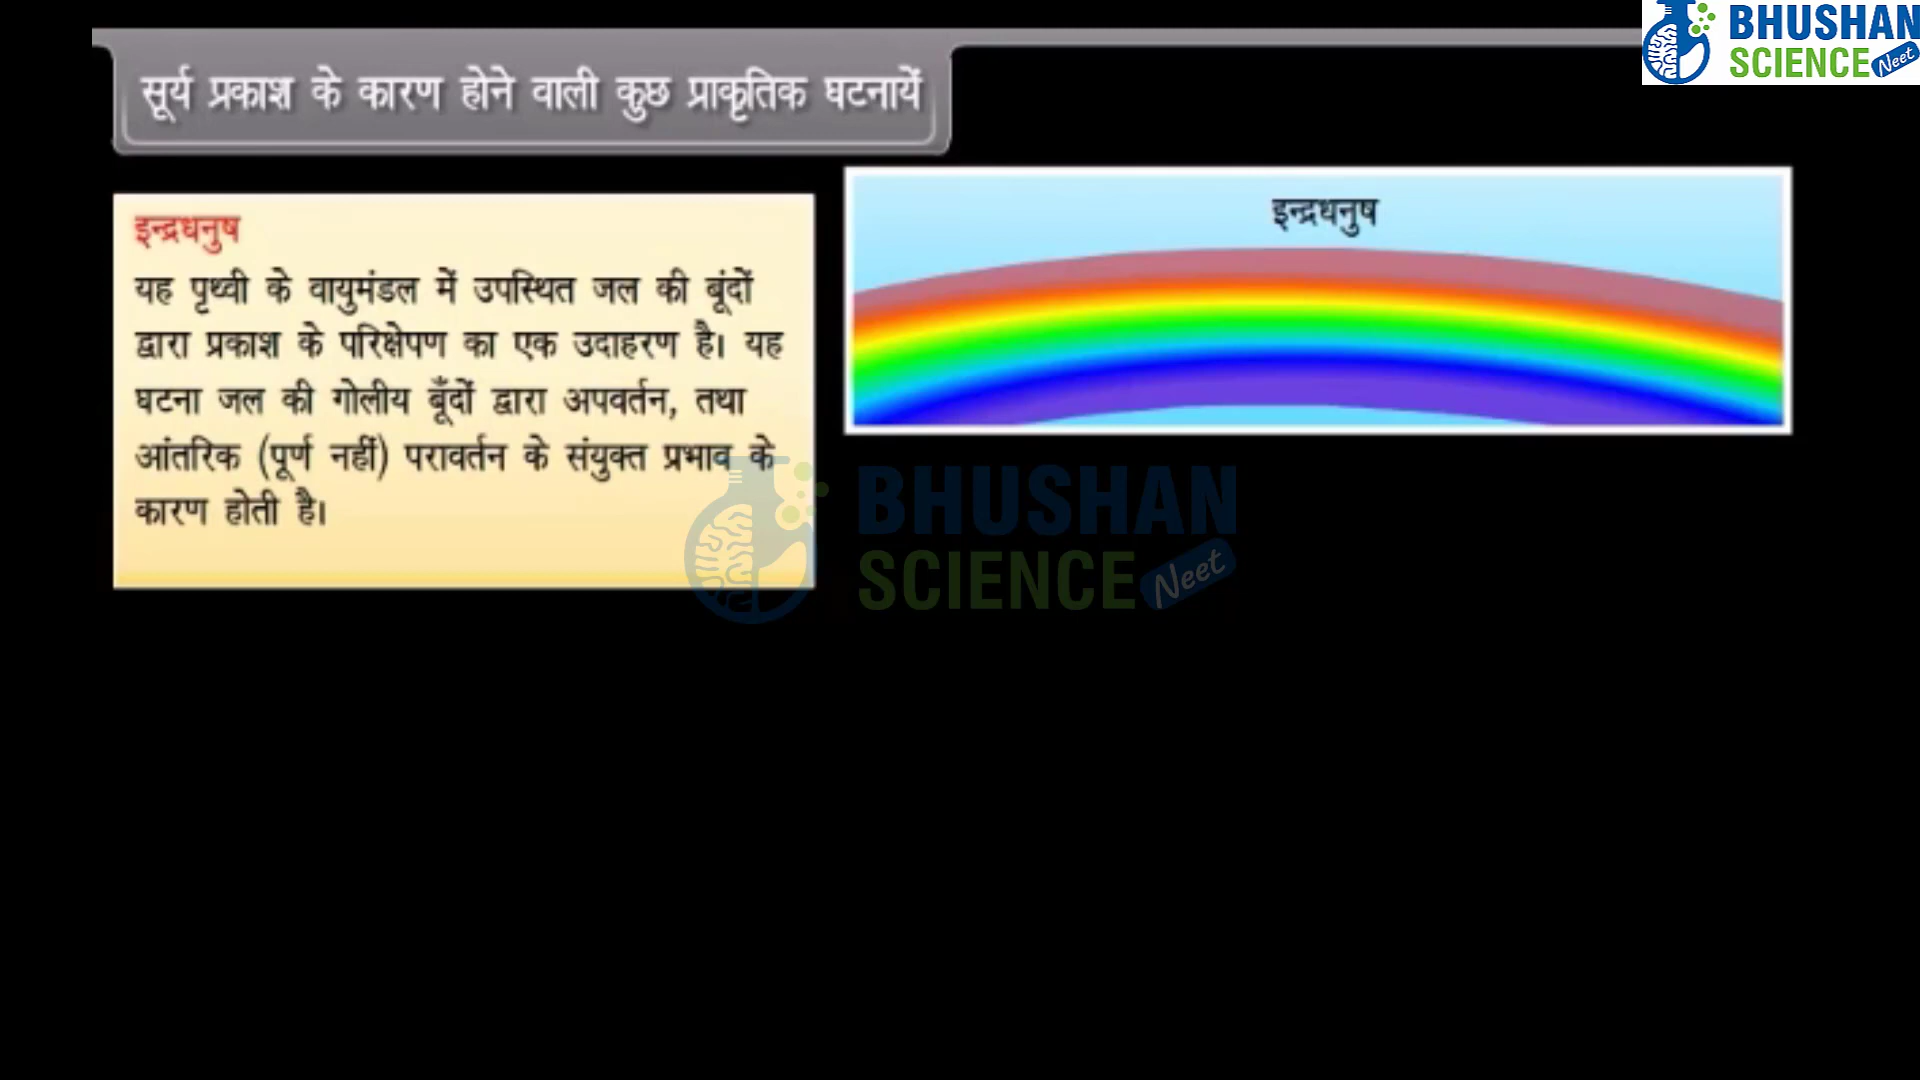 BHUSHAN
SCIENCE Neet
सूर्य प्रकाश के कारण होने वाली कुछ प्राकृतिक घटनायें
इन्द्रधनुष
यह पृथ्वी के वायुमंडल में उपस्थित जल की बूंदों
द्वारा प्रकाश के परिक्षेपण का एक उदाहरण है। यह
घटना जल की गोलीय बूँदों द्वारा अपवर्तन, तथा
आंतरिक (पूर्ण नहीं) परावर्तन के संयुक्त प्रभाव के
कारण होती है।
इन्द्रधनुष
BHUSHAN
SCIENCE Neet